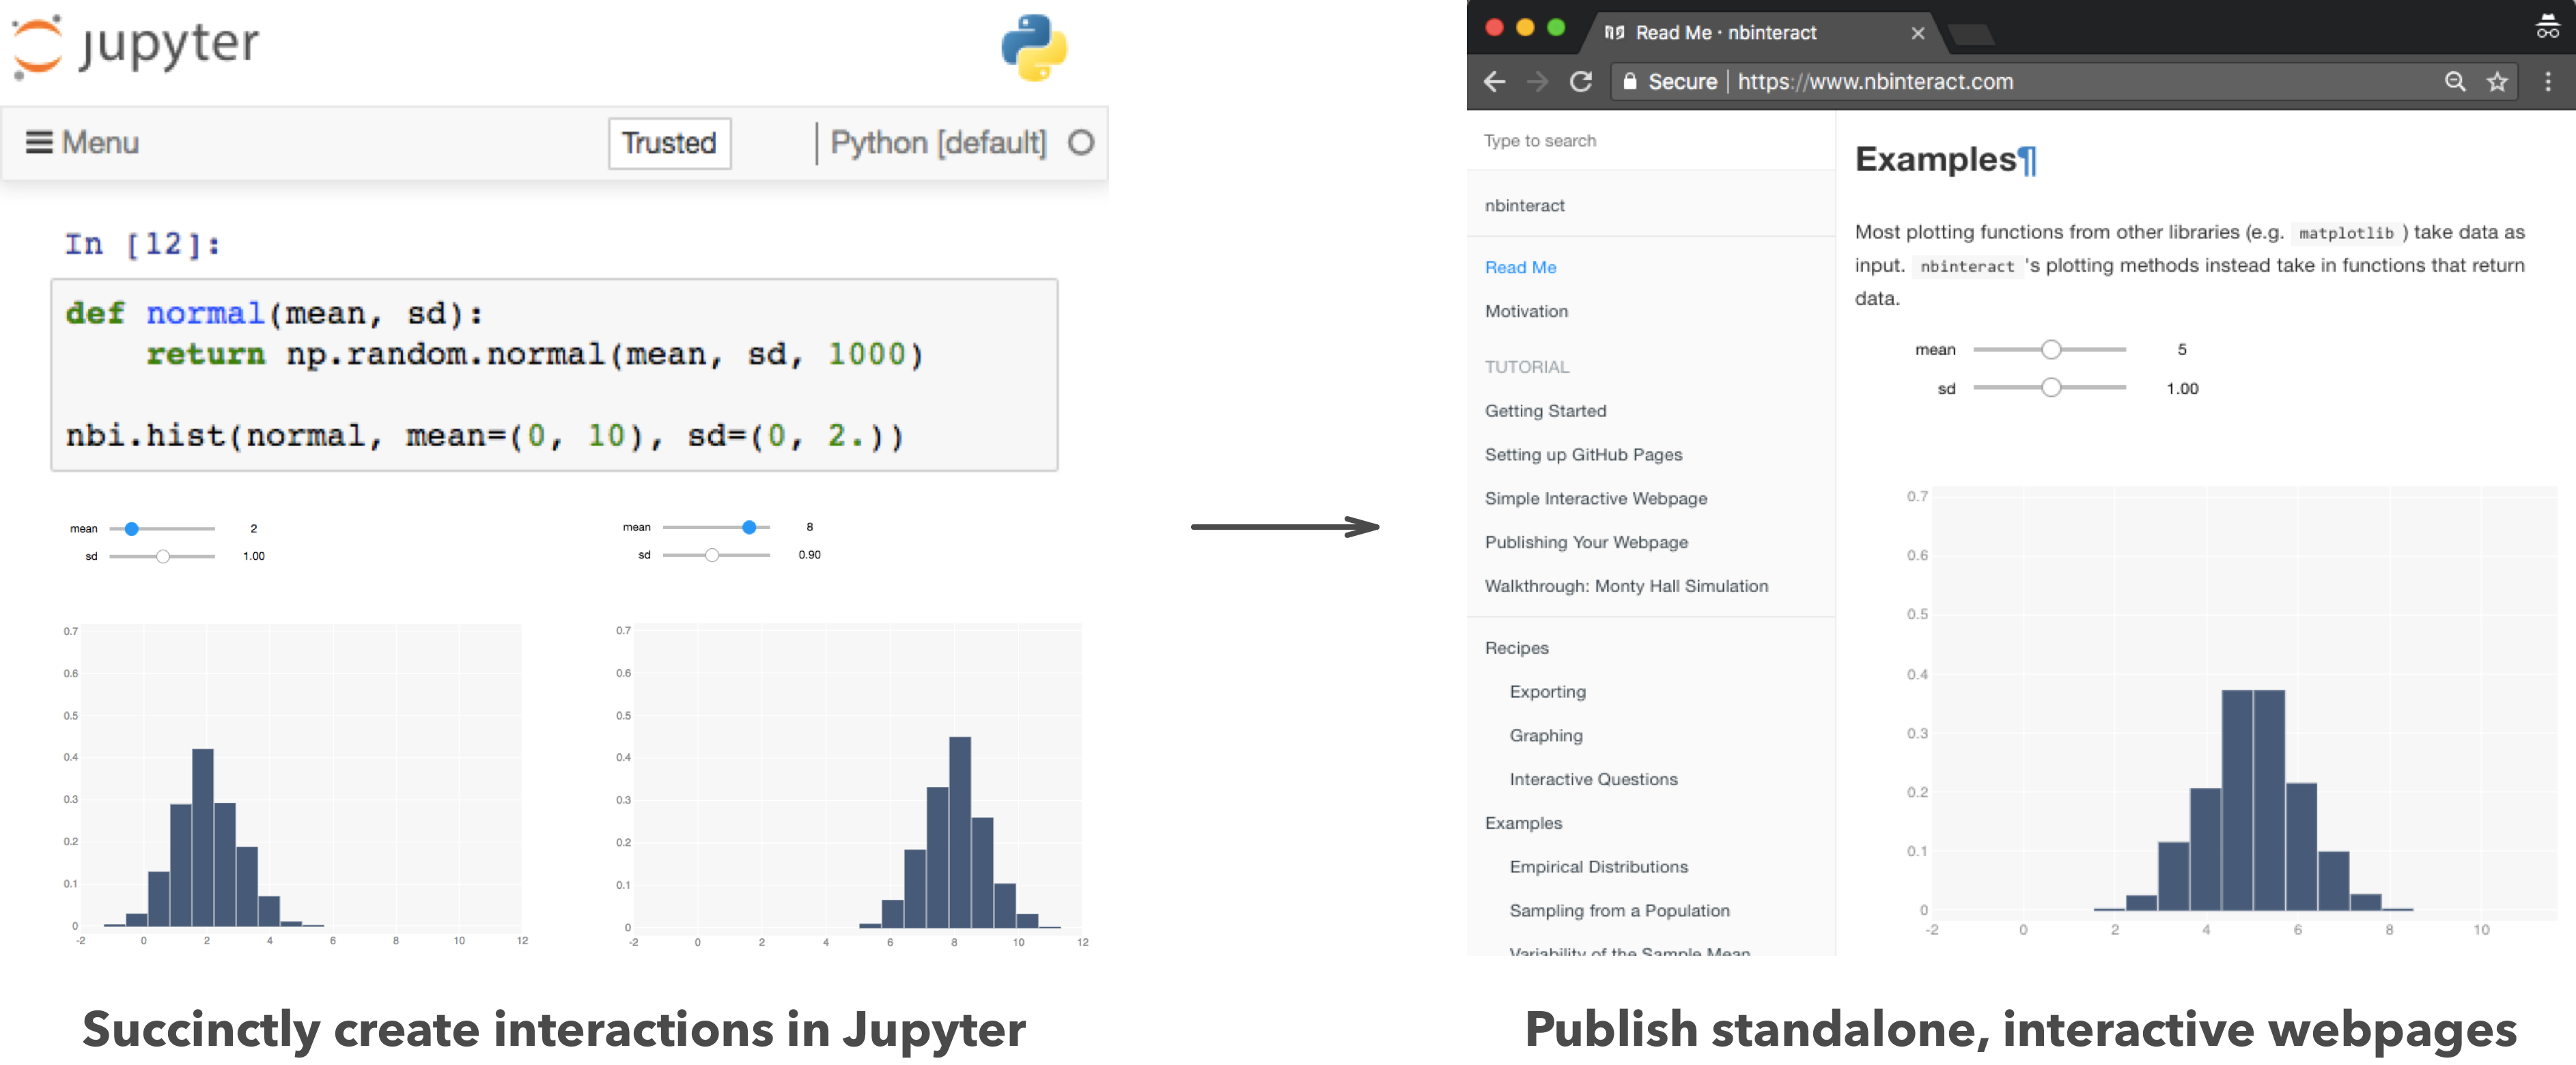 jupyter
Menu
Trusted
Python [default]
In [12]:
def normal(mean, sd):
    return np.random.normal(mean, sd, 1000)
nbi.hist(normal, mean=(0, 10), sd=(0, 2.))
mean 2
sd 1.00
0.7
0.6
0.5
0.4
0.3
0.2
0.1
0
-2 0 2 4 6 8 10 12
mean 8
sd 0.90
0.7
0.6
0.5
0.4
0.3
0.2
0.1
0
-2 0 2 4 6 8 10 12
Succinctly create interactions in Jupyter
Read Me · nbinteract
Secure | https://www.nbinteract.com
Type to search
nbinteract
Read Me
Motivation
TUTORIAL
Getting Started
Setting up GitHub Pages
Simple Interactive Webpage
Publishing Your Webpage
Walkthrough: Monty Hall Simulation
Recipes
Exporting
Graphing
Interactive Questions
Examples
Empirical Distributions
Sampling from a Population
Variability of the Sample Mean
Examples¶
Most plotting functions from other libraries (e.g. matplotlib ) take data as
input. nbinteract 's plotting methods instead take in functions that return
data.
mean 5
sd 1.00
0.7
0.6
0.5
0.4
0.3
0.2
0.1
0
-2 0 2 4 6 8 10
Publish standalone, interactive webpages